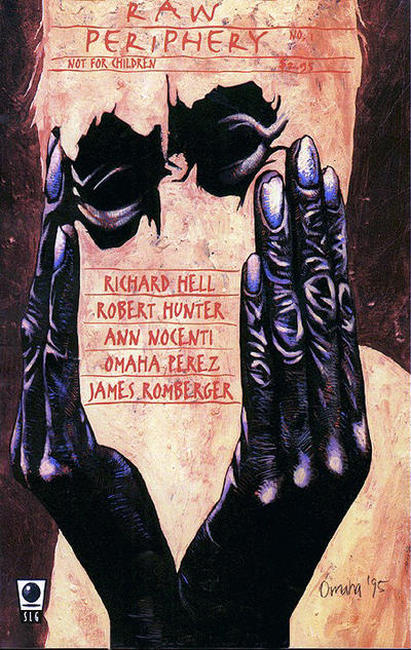 RAW
PERIPHERY NO. 1
NOT FOR CHILDREN $2.95
RICHARD HELL
ROBERT HUNTER
ANN NOCENTI
OMAHA PEREZ
JAMES ROMBERGER
Omaha '95
SLG